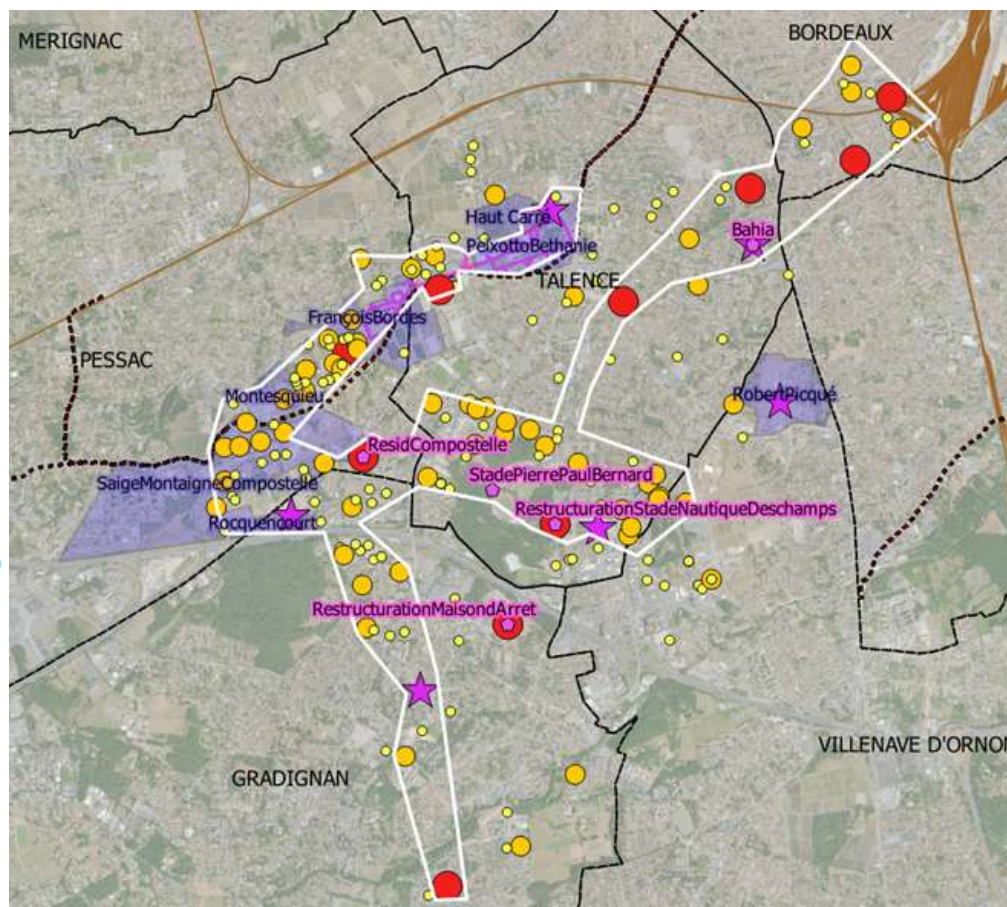 MERIGNAC
BORDEAUX
Haut Carré
Bahia
PeixottoBethanie
TALENCE
FrançoisBordes
PESSAC
Montesquieu
RobertPicqué
ResidCompostelle
StadePierrePaulBernard
SaigeMontaigneCompostelle
RestructurationStadeNautiqueDeschamps
Rocquencourt
RestructurationMaisondArret
VILLENAVE D'ORNON
GRADIGNAN